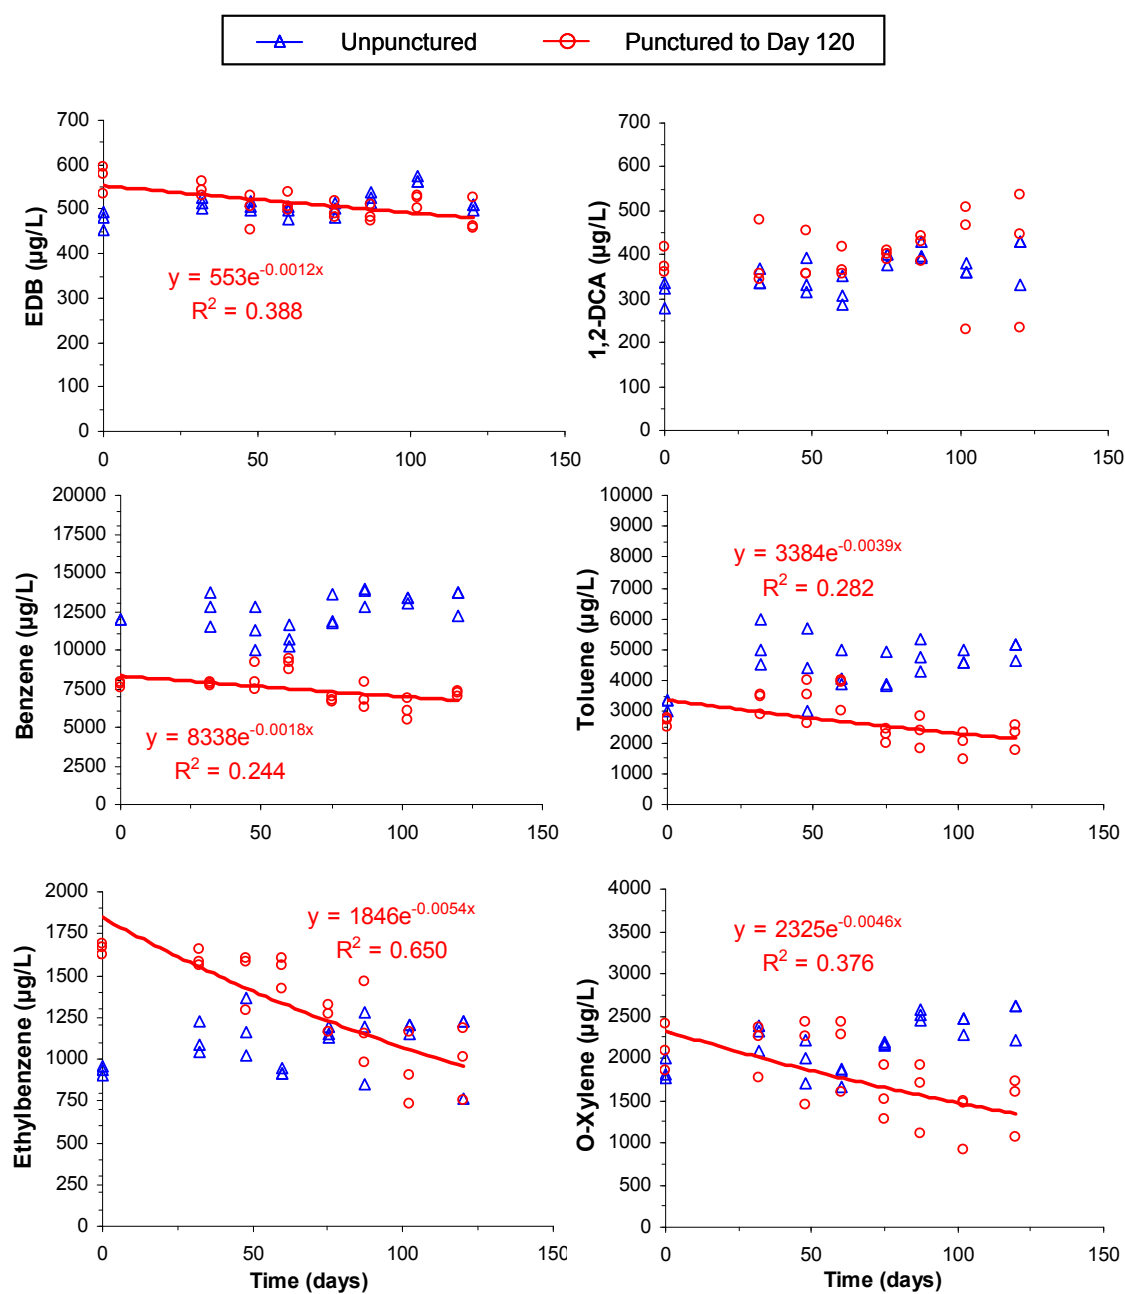 Unpunctured
Punctured to Day 120
700
600
500
400
300
200
100
0
EDB (µg/L)
y = 553e^-0.0012x
R² = 0.388
0 50 100 150
700
600
500
400
300
200
100
0
1,2-DCA (µg/L)
0 50 100 150
20000
17500
15000
12500
10000
7500
5000
2500
0
Benzene (µg/L)
y = 8338e^-0.0018x
R² = 0.244
0 50 100 150
10000
9000
8000
7000
6000
5000
4000
3000
2000
1000
0
Toluene (µg/L)
y = 3384e^-0.0039x
R² = 0.282
0 50 100 150
2000
1750
1500
1250
1000
750
500
250
0
Ethylbenzene (µg/L)
y = 1846e^-0.0054x
R² = 0.650
0 50 100 150
Time (days)
4000
3500
3000
2500
2000
1500
1000
500
0
O-Xylene (µg/L)
y = 2325e^-0.0046x
R² = 0.376
0 50 100 150
Time (days)